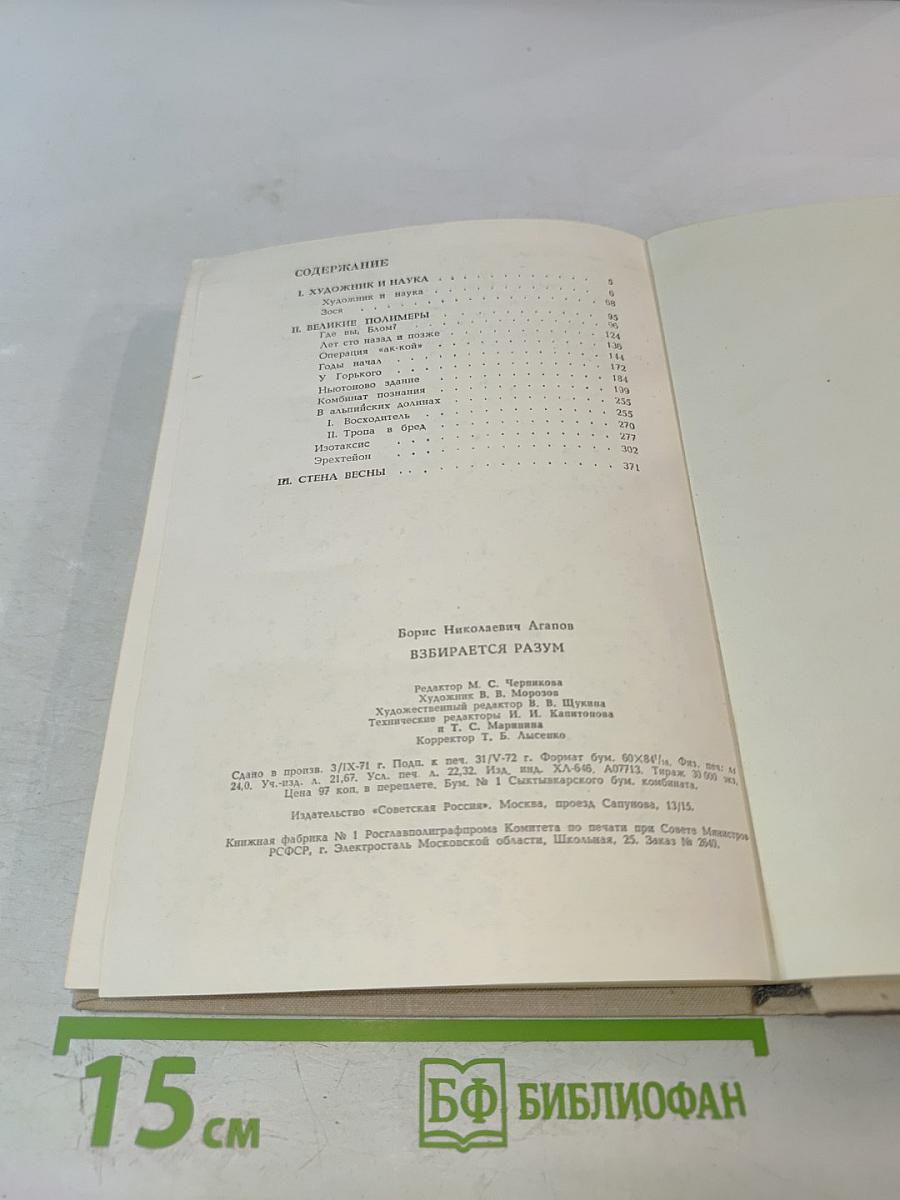 СОДЕРЖАНИЕ
I. ХУДОЖНИК И НАУКА . . . . . . . . . . 5
Художник и наука . . . . . . . . . . 6
Зося . . . . . . . . . . 68
II. ВЕЛИКИЕ ПОЛИМЕРЫ . . . . . . . . . . 95
Где вы, Блом? . . . . . . . . . . 96
Лет сто назад и позже . . . . . . . . . . 124
Операция «ак-кой» . . . . . . . . . . 136
Годы начал . . . . . . . . . . 144
У Горького . . . . . . . . . . 172
Ньютоново здание . . . . . . . . . . 184
Комбинат познания . . . . . . . . . . 199
В альпийских долинах . . . . . . . . . . 255
I. Восходитель . . . . . . . . . . 255
II. Тропа в бред . . . . . . . . . . 270
Изотаксис . . . . . . . . . . 277
Эрехтейон . . . . . . . . . . 302
III. СТЕНА ВЕСНЫ . . . . . . . . . . 371
Борис Николаевич Агапов
ВЗБИРАЕТСЯ РАЗУМ
Редактор М. С. Черникова
Художник В. В. Морозов
Художественный редактор В. В. Щукина
Технические редакторы И. И. Капитонова
и Т. С. Маринина
Корректор Т. Б. Лысенко
Сдано в произв. 3/IX-71 г. Подп. к печ. 31/V-72 г. Формат бум. 60×84¹/₁₆. Физ. печ. л.
24,0. Уч.-изд. л. 21,67. Усл. печ. л. 22,32. Изд. инд. ХЛ-646. А07713. Тираж 30 000 экз.
Цена 97 коп. в переплете. Бум. № 1 Сыктывкарского бум. комбината.
Издательство «Советская Россия». Москва, проезд Сапунова, 13/15.
Книжная фабрика № 1 Росглавполиграфпрома Комитета по печати при Совете Министров
РСФСР, г. Электросталь Московской области, Школьная, 25. Заказ № 2640.
15 см
БФ БИБЛИОФАН